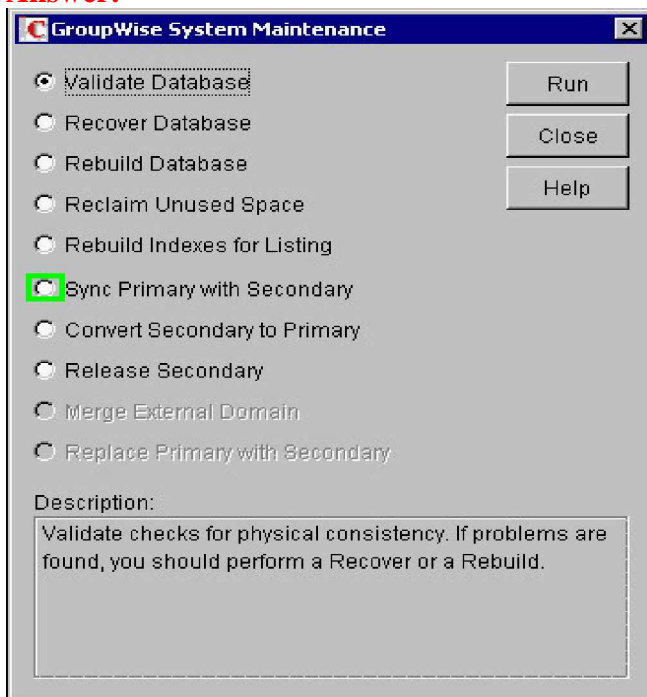 Answer:
GroupWise System Maintenance
Validate Database
Run
Recover Database
Close
Rebuild Database
Help
Reclaim Unused Space
Rebuild Indexes for Listing
Sync Primary with Secondary
Convert Secondary to Primary
Release Secondary
Merge External Domain
Replace Primary with Secondary
Description:
Validate checks for physical consistency. If problems are
found, you should perform a Recover or a Rebuild.